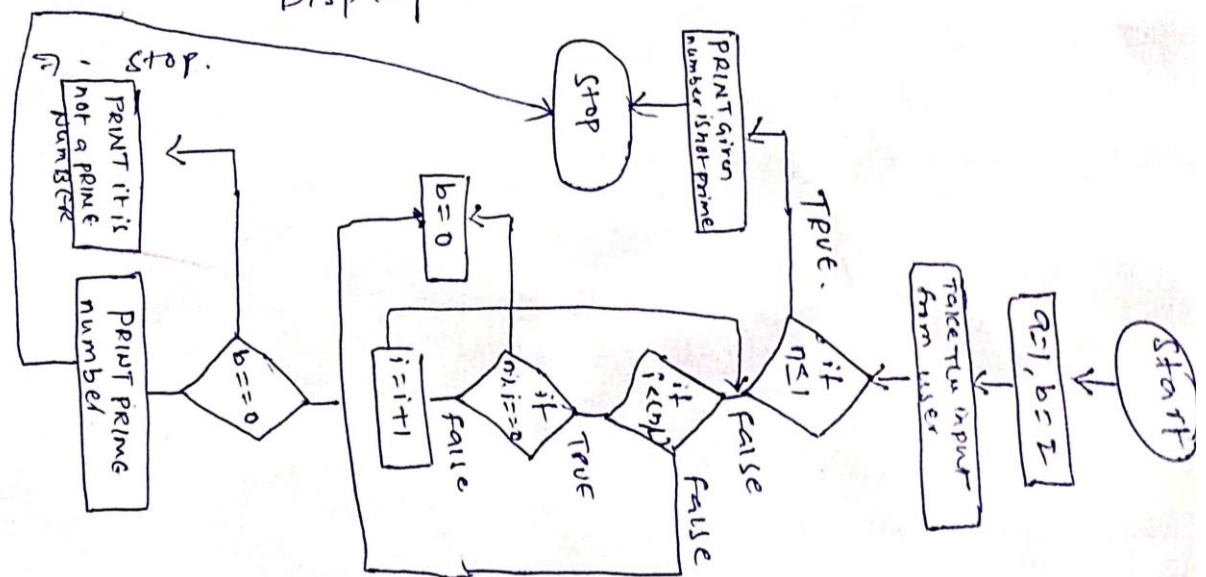 Start
a=1, b=1
Take the input
from user
if
n≤1
TRUE.
PRINT Given
number is not prime
Stop
False
if
TRUE
False
if
n%i==0
False
i=i+1
b=0
b==0
PRINT it is
not a PRIME
NUMBER
PRINT PRIME
number
Stop.